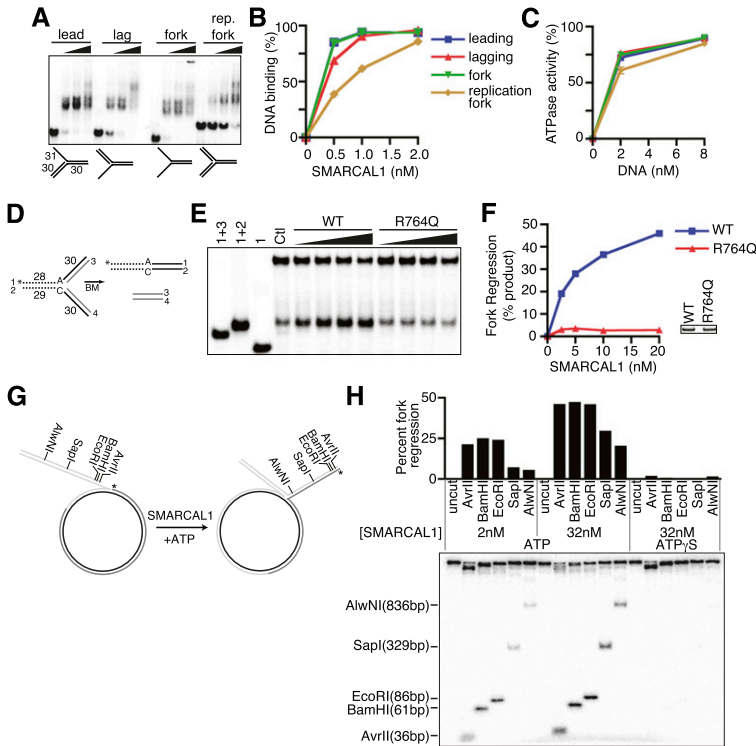 A
lead lag fork rep. fork
31
30 30
B
DNA binding (%)
100
50
0
0 0.5 1.0 2.0
SMARCAL1 (nM)
leading
lagging
fork
replication
fork
C
ATPase activity (%)
100
50
0
0 2 4 6 8
DNA (nM)
D
1* 28 A 30 3
2 29 C 30 4
BM
* A 1
C 2
3
4
E
1+3 1+2 1 Ctl WT R764Q
F
Fork Regression
(% product)
50
40
30
20
10
0
0 5 10 15 20
SMARCAL1 (nM)
WT
R764Q
WT R764Q
G
AlwNI SapI EcoRI BamHI AvrII
*
SMARCAL1
+ATP
AlwNI SapI EcoRI BamHI AvrII
*
H
Percent fork
regression
50
25
0
uncut AvrII BamHI EcoRI SapI AlwNI uncut AvrII BamHI EcoRI SapI AlwNI uncut AvrII BamHI EcoRI SapI AlwNI
[SMARCAL1] 2nM 32nM 32nM
ATP ATPγS
AlwNI(836bp)
SapI(329bp)
EcoRI(86bp)
BamHI(61bp)
AvrII(36bp)